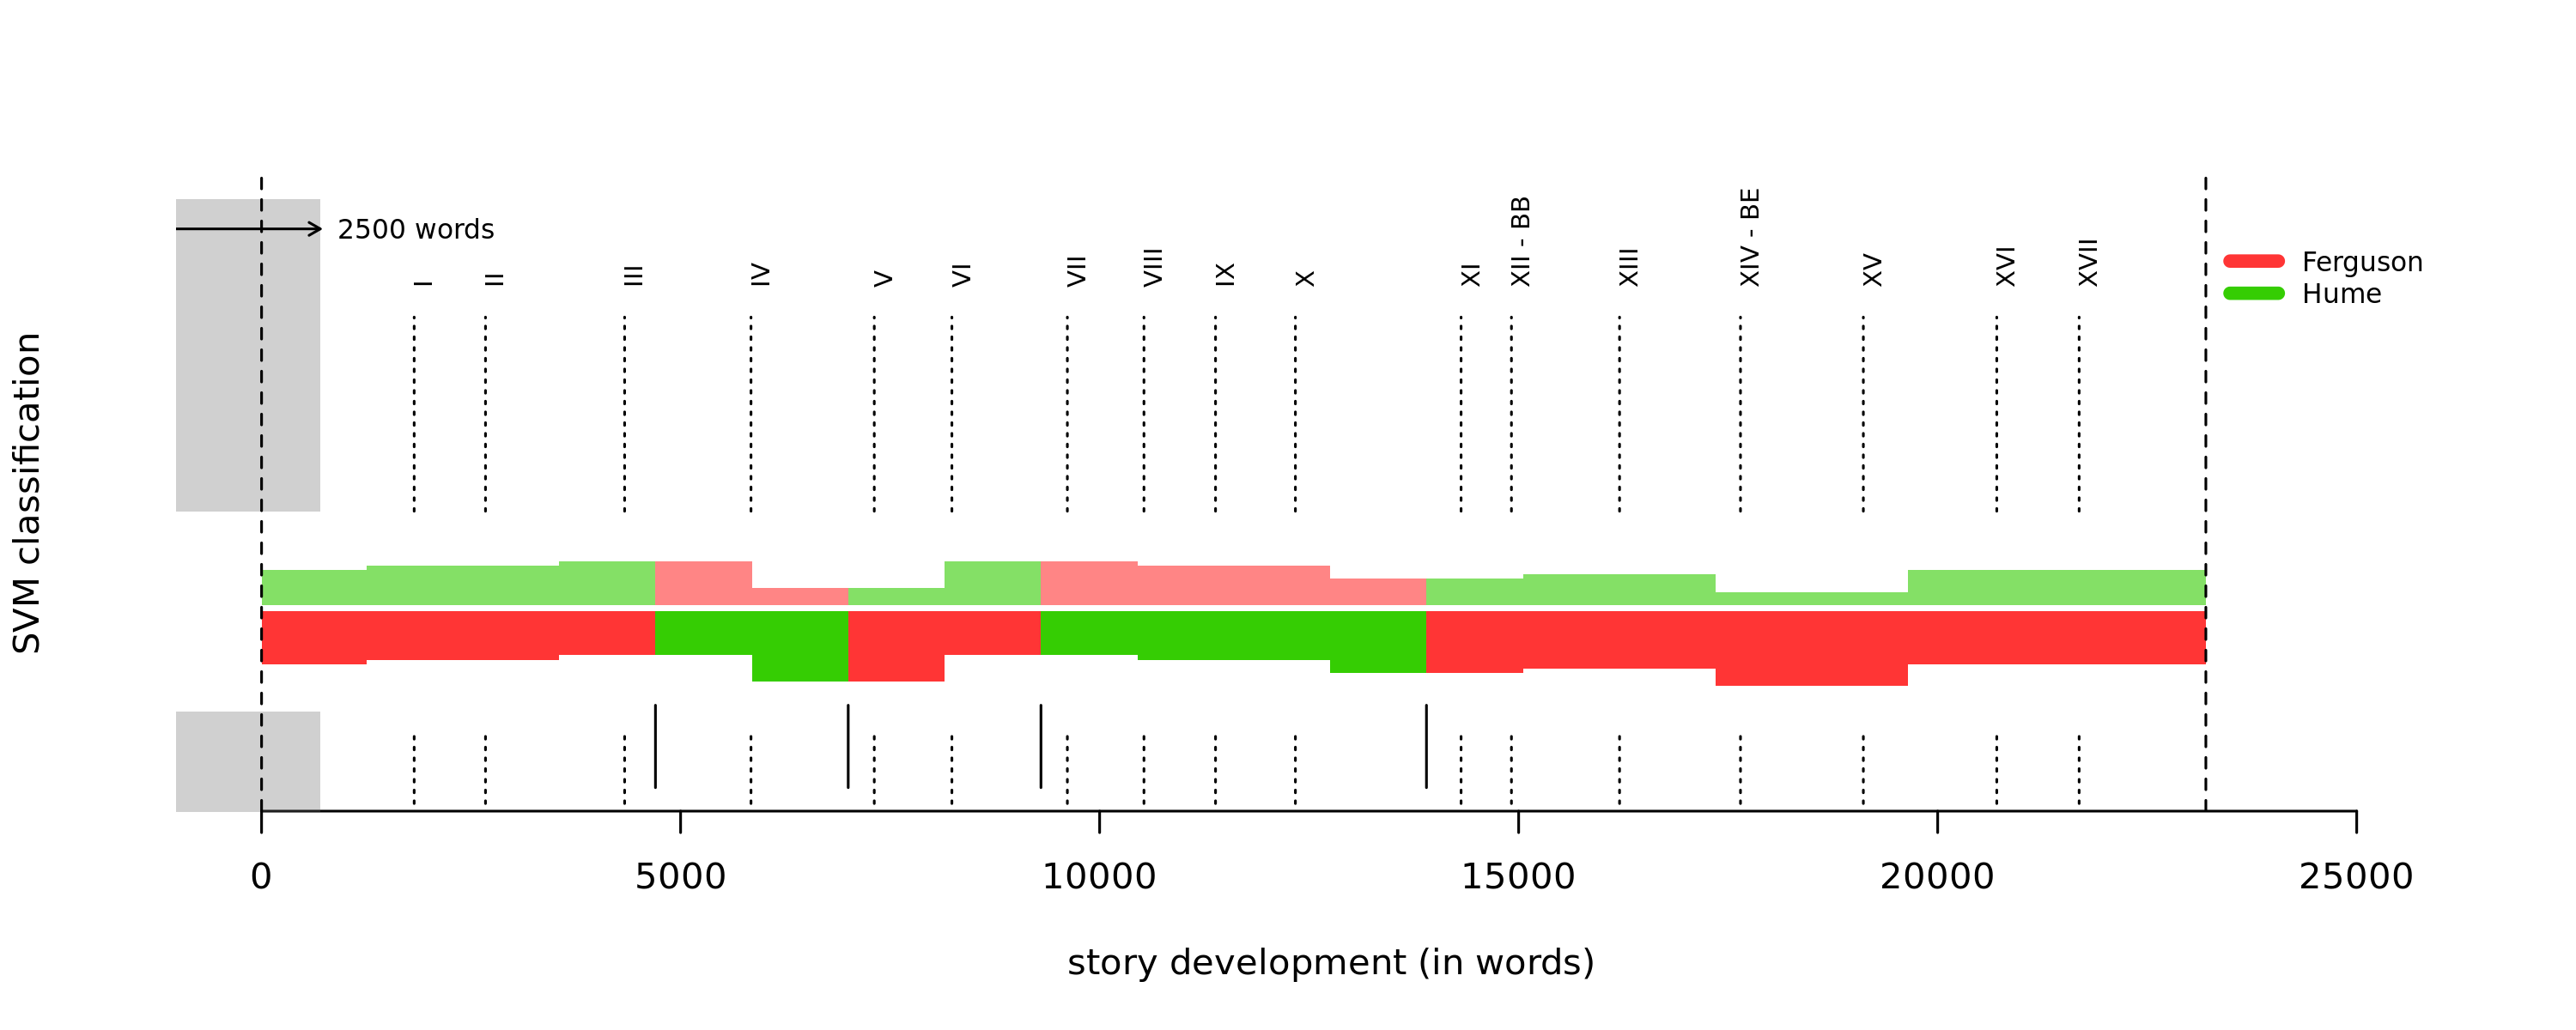 2500 words
I
II
III
IV
V
VI
VII
VIII
IX
X
XI
XII - BB
XIII
XIV - BE
XV
XVI
XVII
Ferguson
Hume
SVM classification
0
5000
10000
15000
20000
25000
story development (in words)